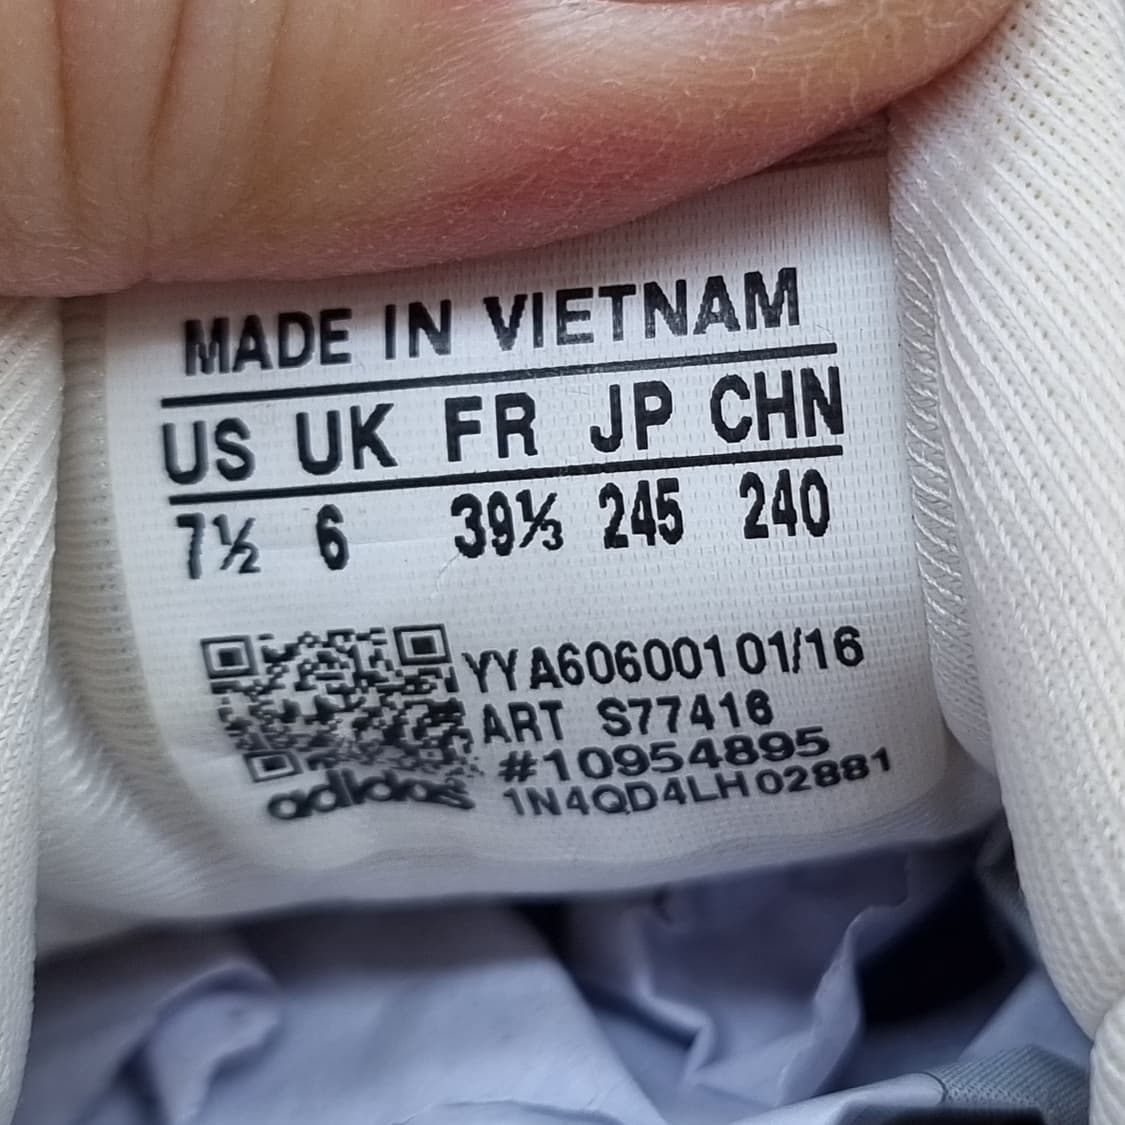 MADE IN VIETNAM
US UK FR JP CHN
7½ 6 39⅓ 245 240
YYA606001 01/16
ART S77416
#10954895
1N4QD4LH02881
adidas